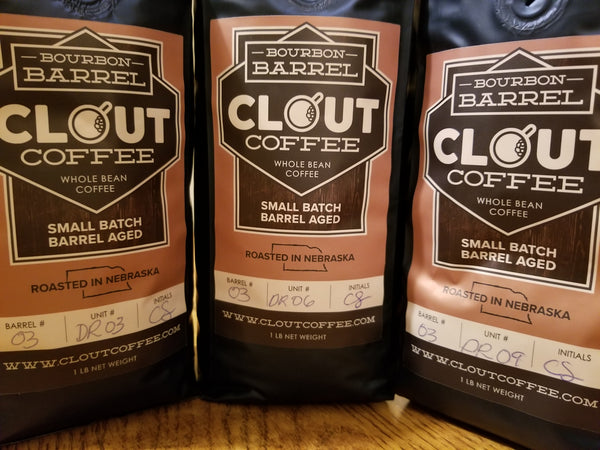 BOURBON
BARREL
CLOUT
COFFEE
WHOLE BEAN
COFFEE
SMALL BATCH
BARREL AGED
ROASTED IN NEBRASKA
BARREL # UNIT # INITIALS
03 DR03 CS
WWW.CLOUTCOFFEE.COM
1 LB NET WEIGHT
BOURBON
BARREL
CLOUT
COFFEE
WHOLE BEAN
COFFEE
SMALL BATCH
BARREL AGED
ROASTED IN NEBRASKA
BARREL # UNIT # INITIALS
03 DR06 CS
WWW.CLOUTCOFFEE.COM
1 LB NET WEIGHT
BOURBON
BARREL
CLOUT
COFFEE
WHOLE BEAN
COFFEE
SMALL BATCH
BARREL AGED
ROASTED IN NEBRASKA
BARREL # UNIT # INITIALS
03 DR09 CS
WWW.CLOUTCOFFEE.COM
1 LB NET WEIGHT